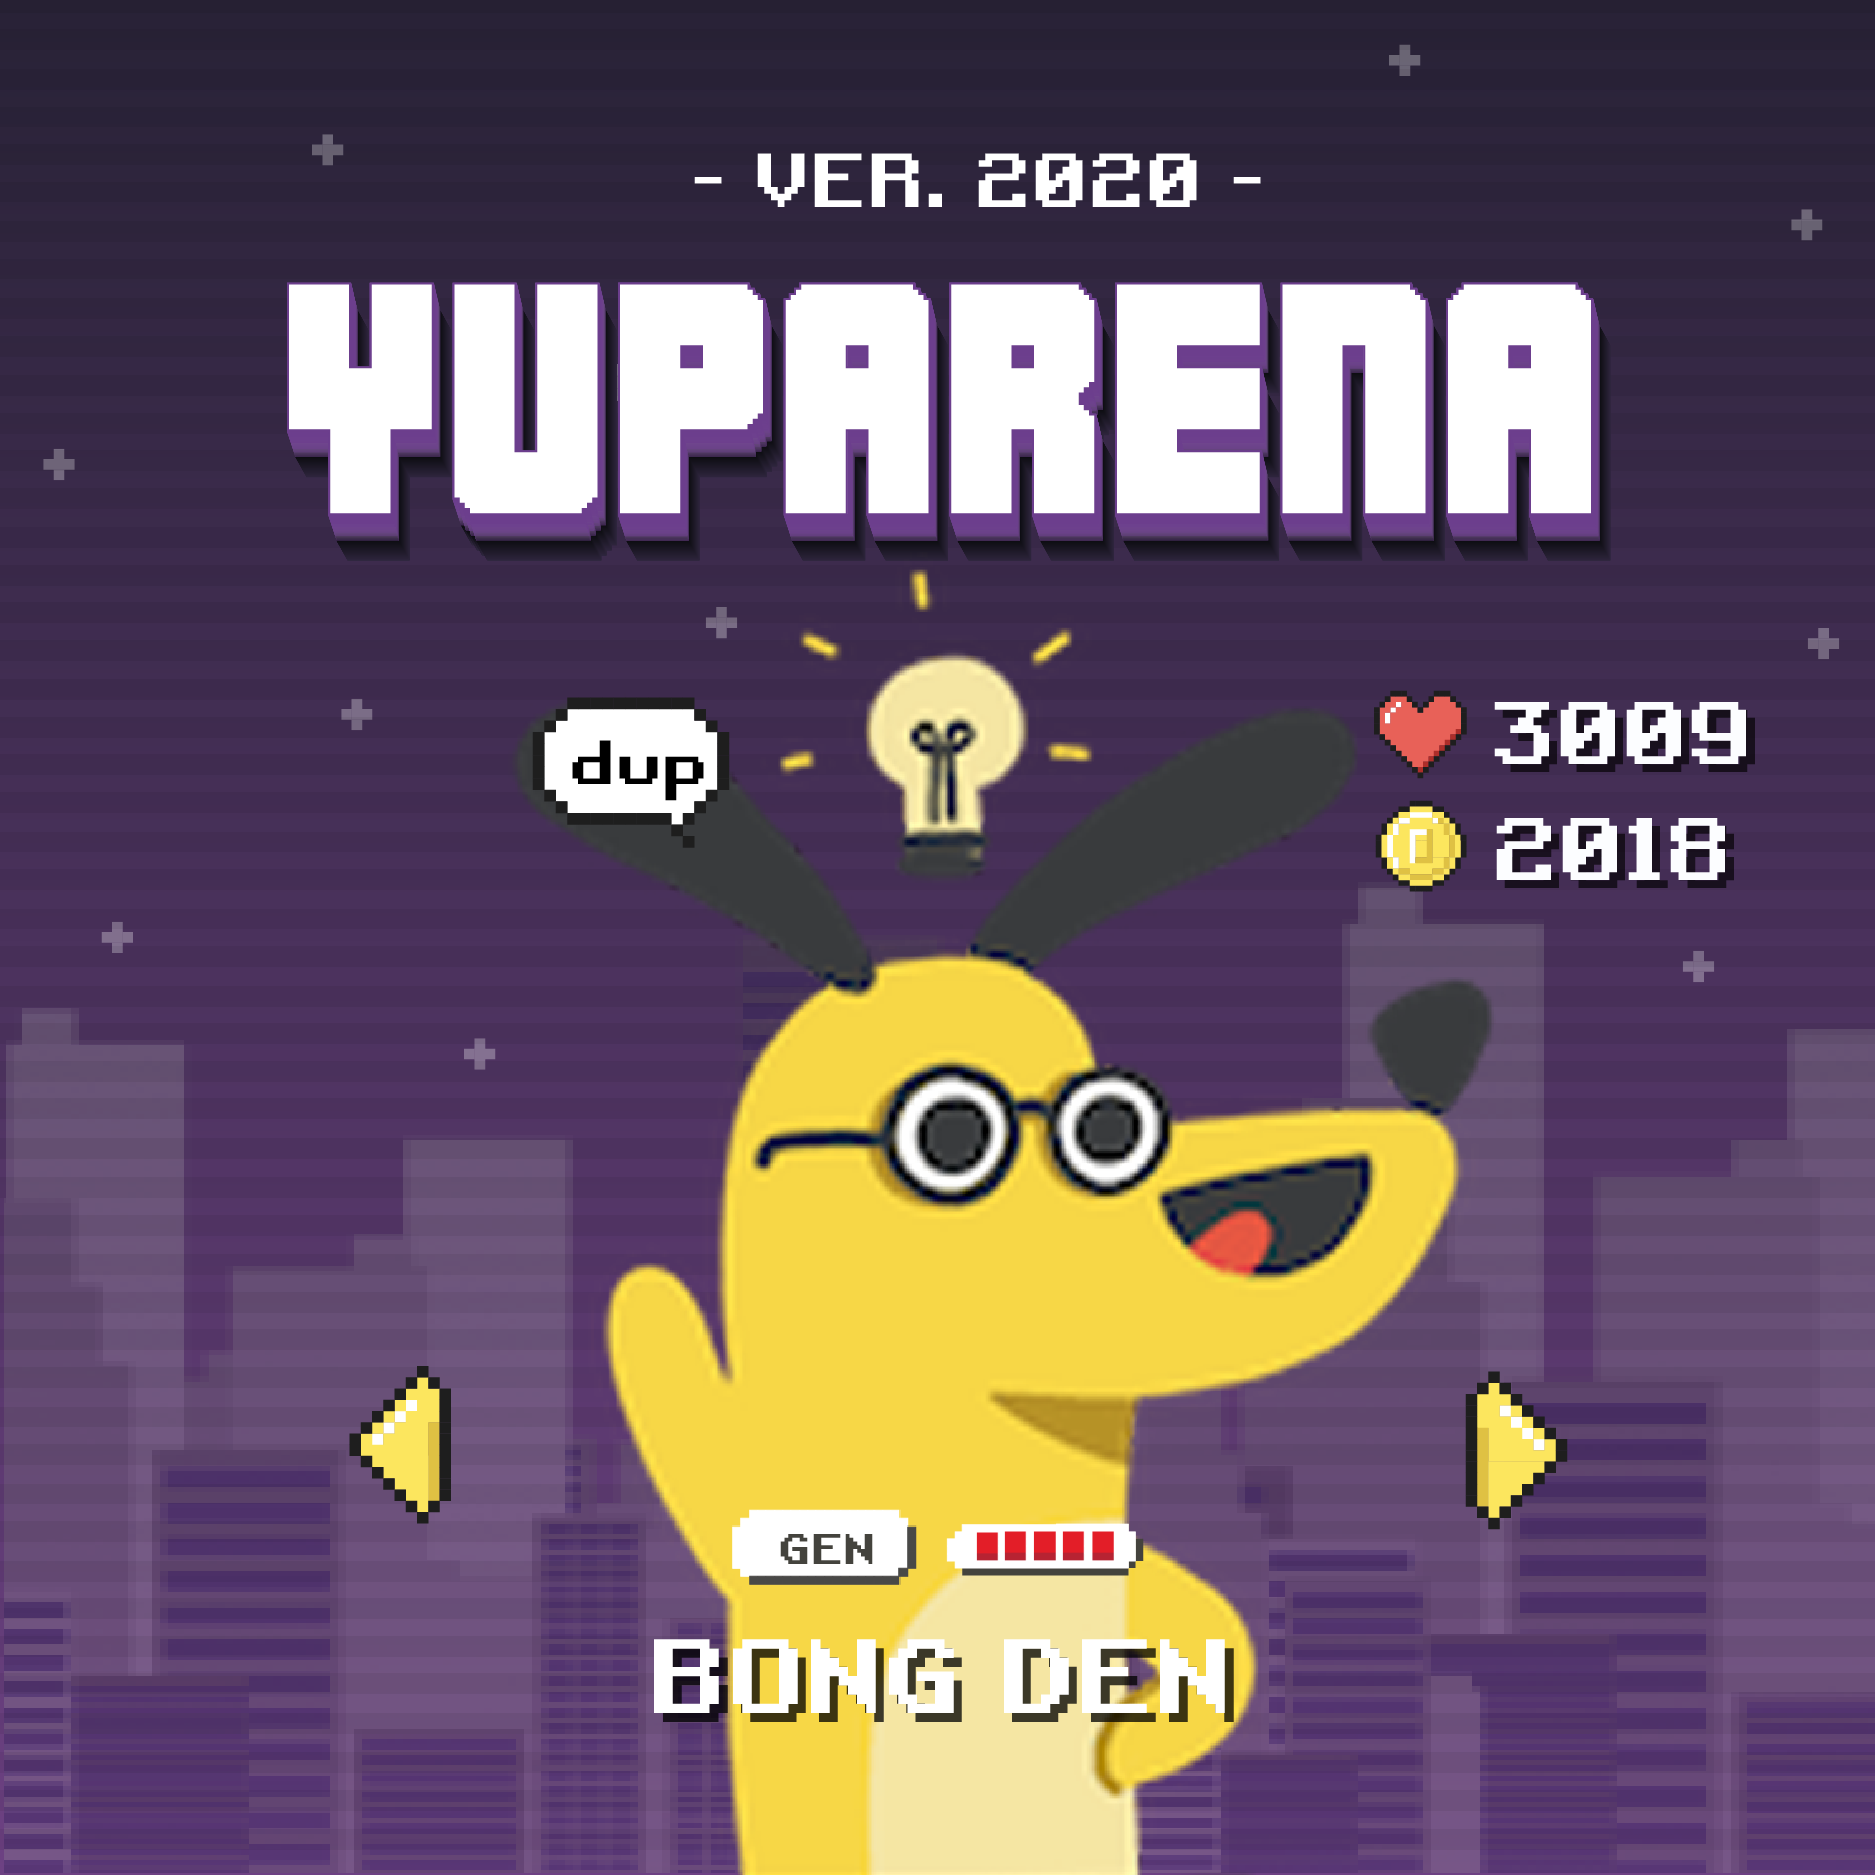 - VER. 2020 -
YUPARENA
dup
3009
2018
GEN
BONG DEN